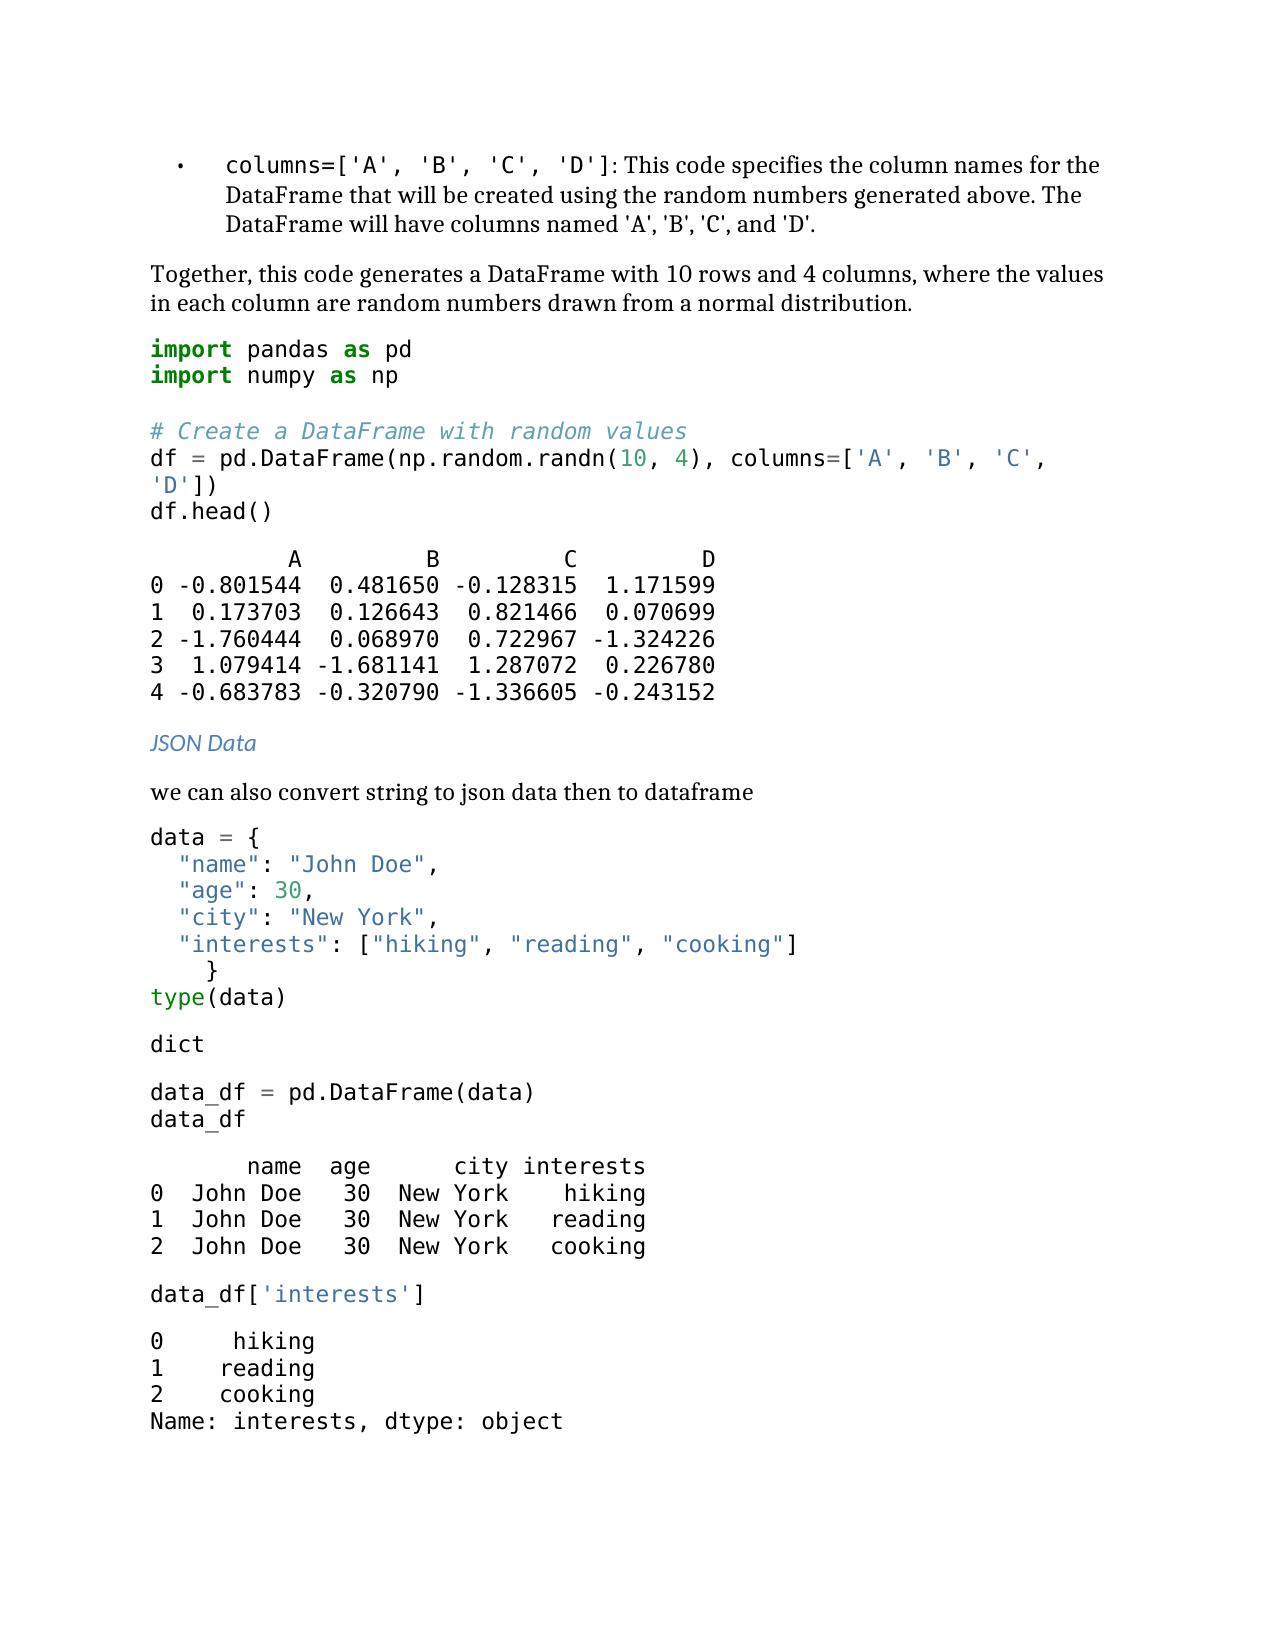 • columns=['A', 'B', 'C', 'D']: This code specifies the column names for the
DataFrame that will be created using the random numbers generated above. The
DataFrame will have columns named 'A', 'B', 'C', and 'D'.
Together, this code generates a DataFrame with 10 rows and 4 columns, where the values
in each column are random numbers drawn from a normal distribution.
import pandas as pd
import numpy as np
# Create a DataFrame with random values
df = pd.DataFrame(np.random.randn(10, 4), columns=['A', 'B', 'C',
'D'])
df.head()
          A         B         C         D
0 -0.801544  0.481650 -0.128315  1.171599
1  0.173703  0.126643  0.821466  0.070699
2 -1.760444  0.068970  0.722967 -1.324226
3  1.079414 -1.681141  1.287072  0.226780
4 -0.683783 -0.320790 -1.336605 -0.243152
JSON Data
we can also convert string to json data then to dataframe
data = {
  "name": "John Doe",
  "age": 30,
  "city": "New York",
  "interests": ["hiking", "reading", "cooking"]
    }
type(data)
dict
data_df = pd.DataFrame(data)
data_df
       name  age      city interests
0  John Doe   30  New York    hiking
1  John Doe   30  New York   reading
2  John Doe   30  New York   cooking
data_df['interests']
0     hiking
1    reading
2    cooking
Name: interests, dtype: object